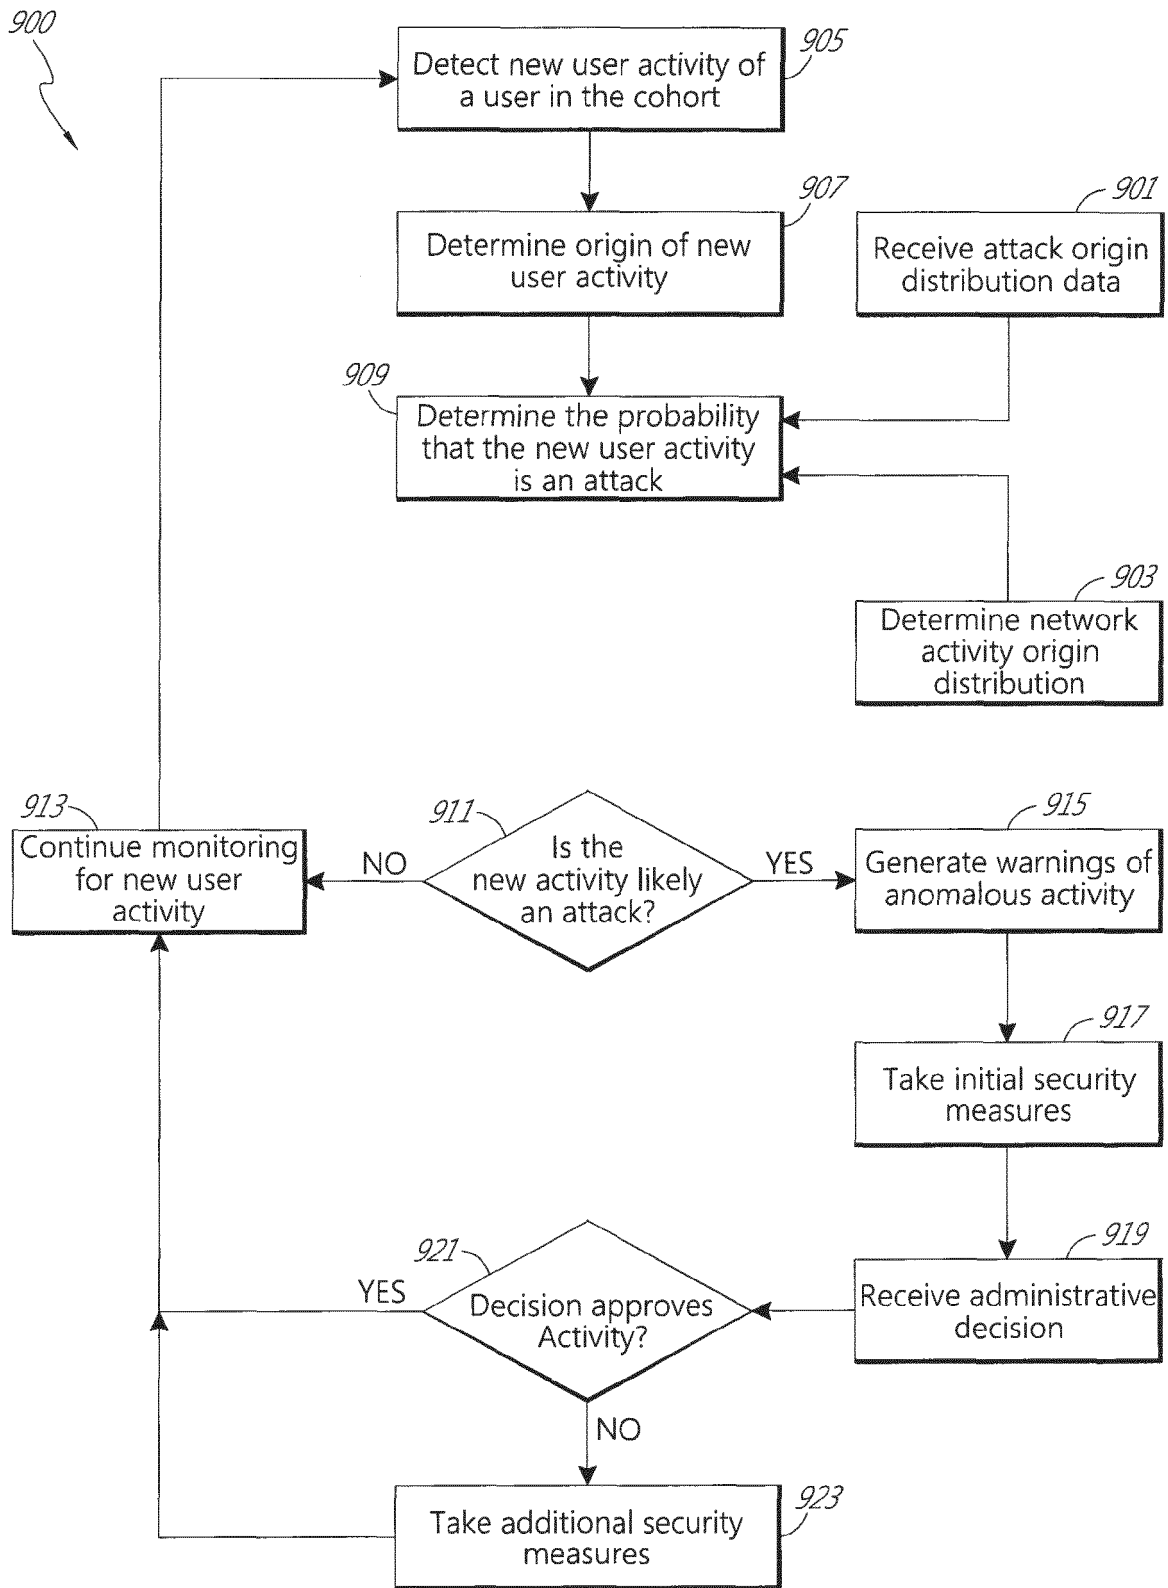 900
905
Detect new user activity of
a user in the cohort
907
Determine origin of new
user activity
901
Receive attack origin
distribution data
909
Determine the probability
that the new user activity
is an attack
903
Determine network
activity origin
distribution
913
Continue monitoring
for new user
activity
NO
911
Is the
new activity likely
an attack?
YES
915
Generate warnings of
anomalous activity
917
Take initial security
measures
919
Receive administrative
decision
921
YES
Decision approves
Activity?
NO
923
Take additional security
measures